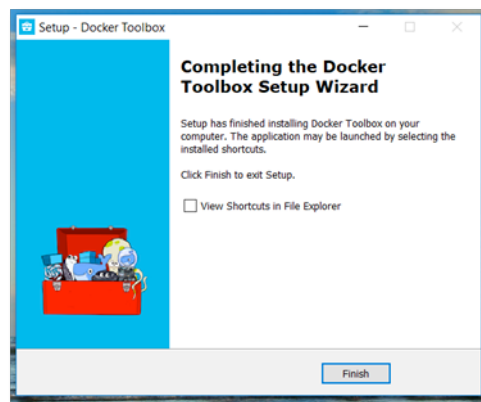 Setup - Docker Toolbox
Completing the Docker
Toolbox Setup Wizard
Setup has finished installing Docker Toolbox on your
computer. The application may be launched by selecting the
installed shortcuts.
Click Finish to exit Setup.
View Shortcuts in File Explorer
Finish